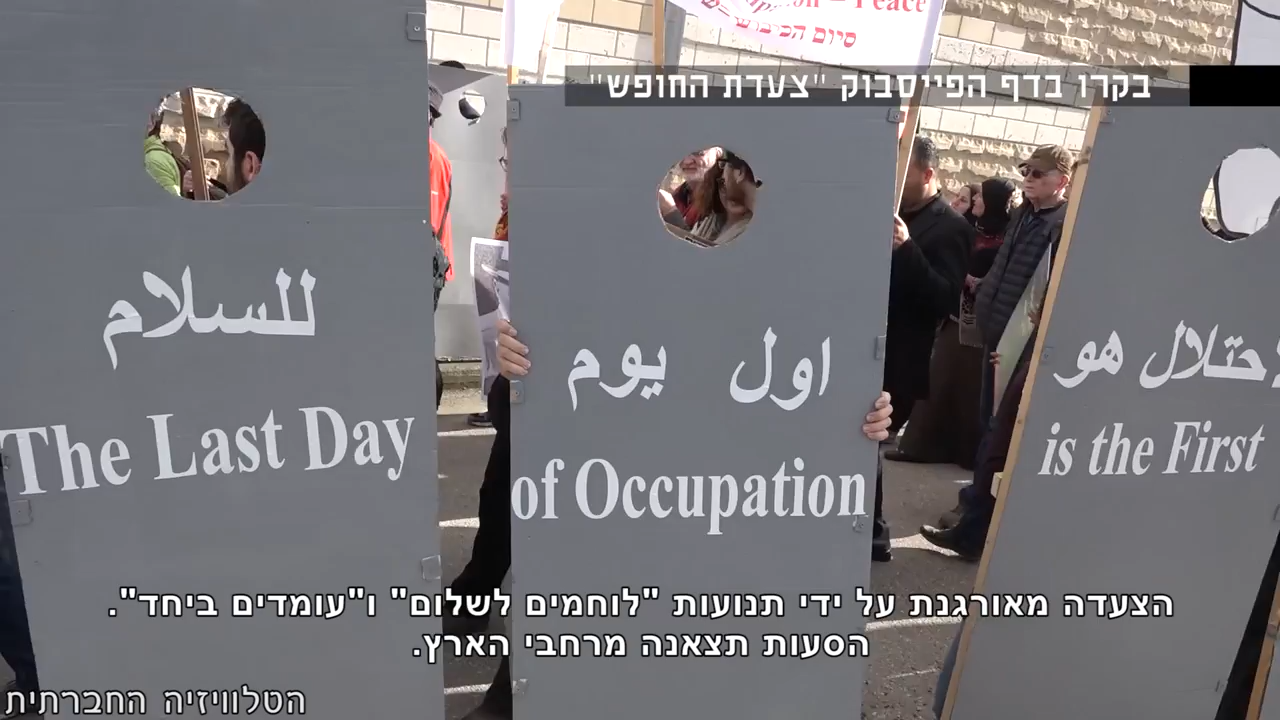 Peace
סיום הכיבוש
בקרו בדף הפייסבוק "צעדת החופש"
للسلام
The Last Day
اول يوم
of Occupation
هو
is the First
הצעדה מאורגנת על ידי תנועות "לוחמים לשלום" ו"עומדים ביחד".
הסעות תצאנה מרחבי הארץ.
הטלוויזיה החברתית